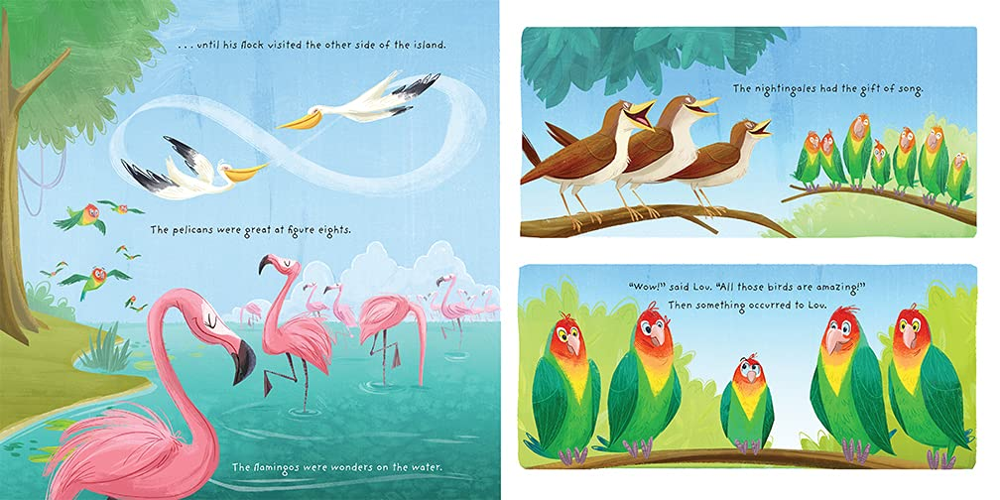 . . . until his flock visited the other side of the island.
The pelicans were great at figure eights.
The flamingos were wonders on the water.
The nightingales had the gift of song.
“Wow!” said Lou. “All those birds are amazing!”
Then something occurred to Lou.